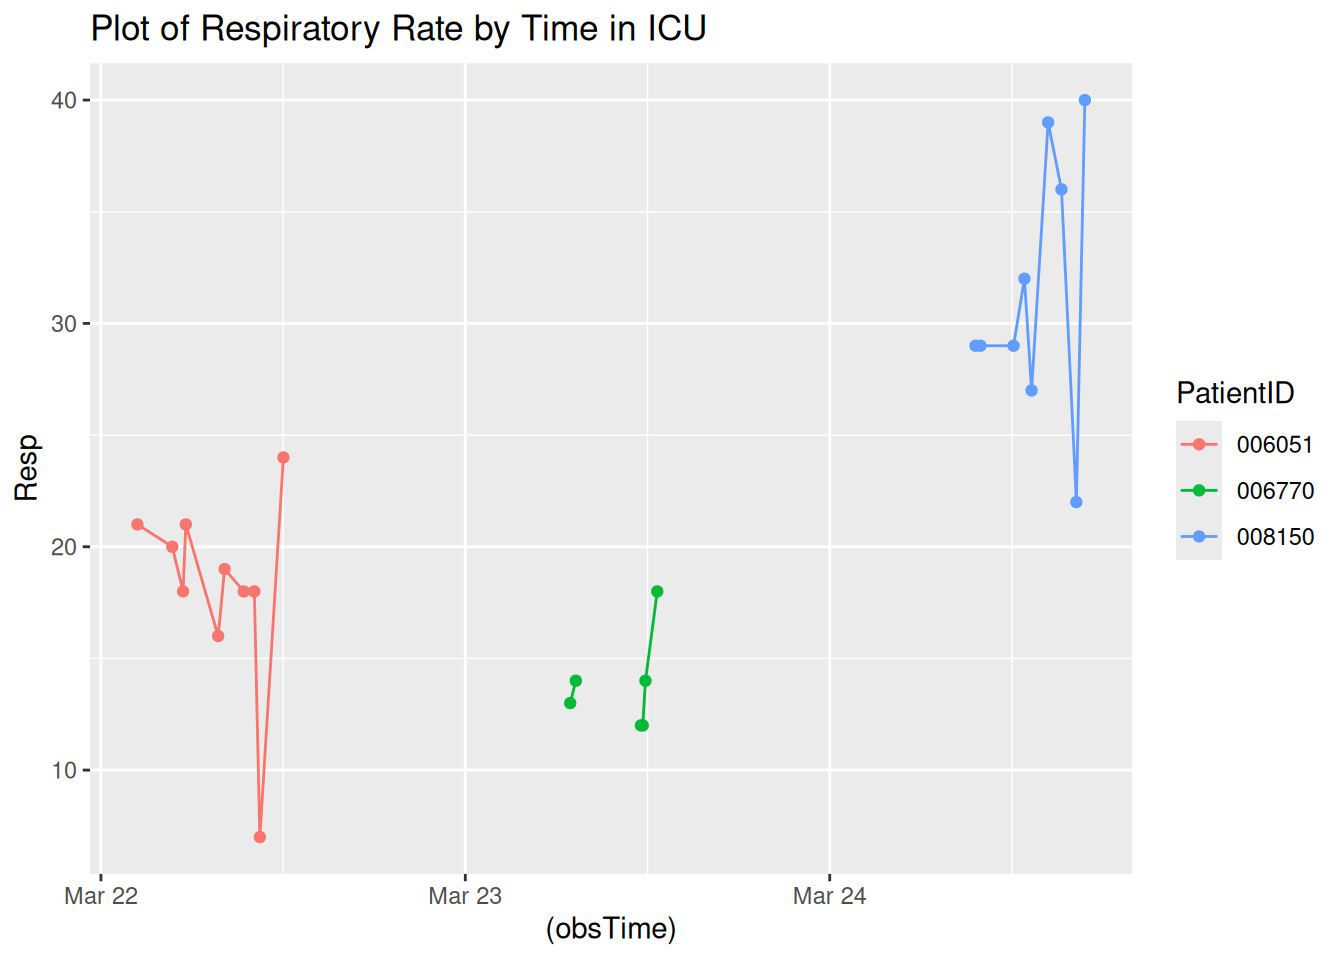 Plot of Respiratory Rate by Time in ICU
40
30
20
10
Resp
Mar 22
Mar 23
Mar 24
(obsTime)
PatientID
006051
006770
008150